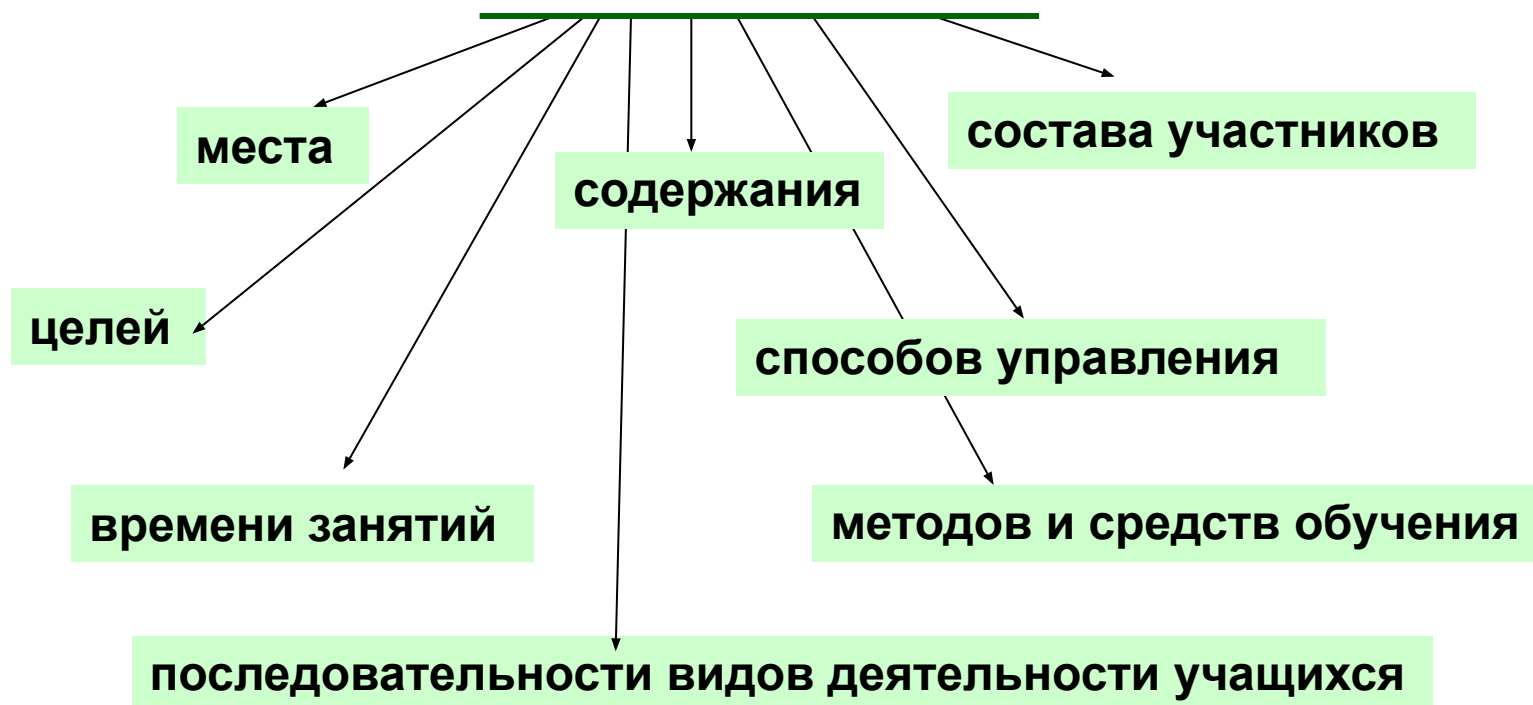 состава участников
места
содержания
целей
способов управления
времени занятий
методов и средств обучения
последовательности видов деятельности учащихся